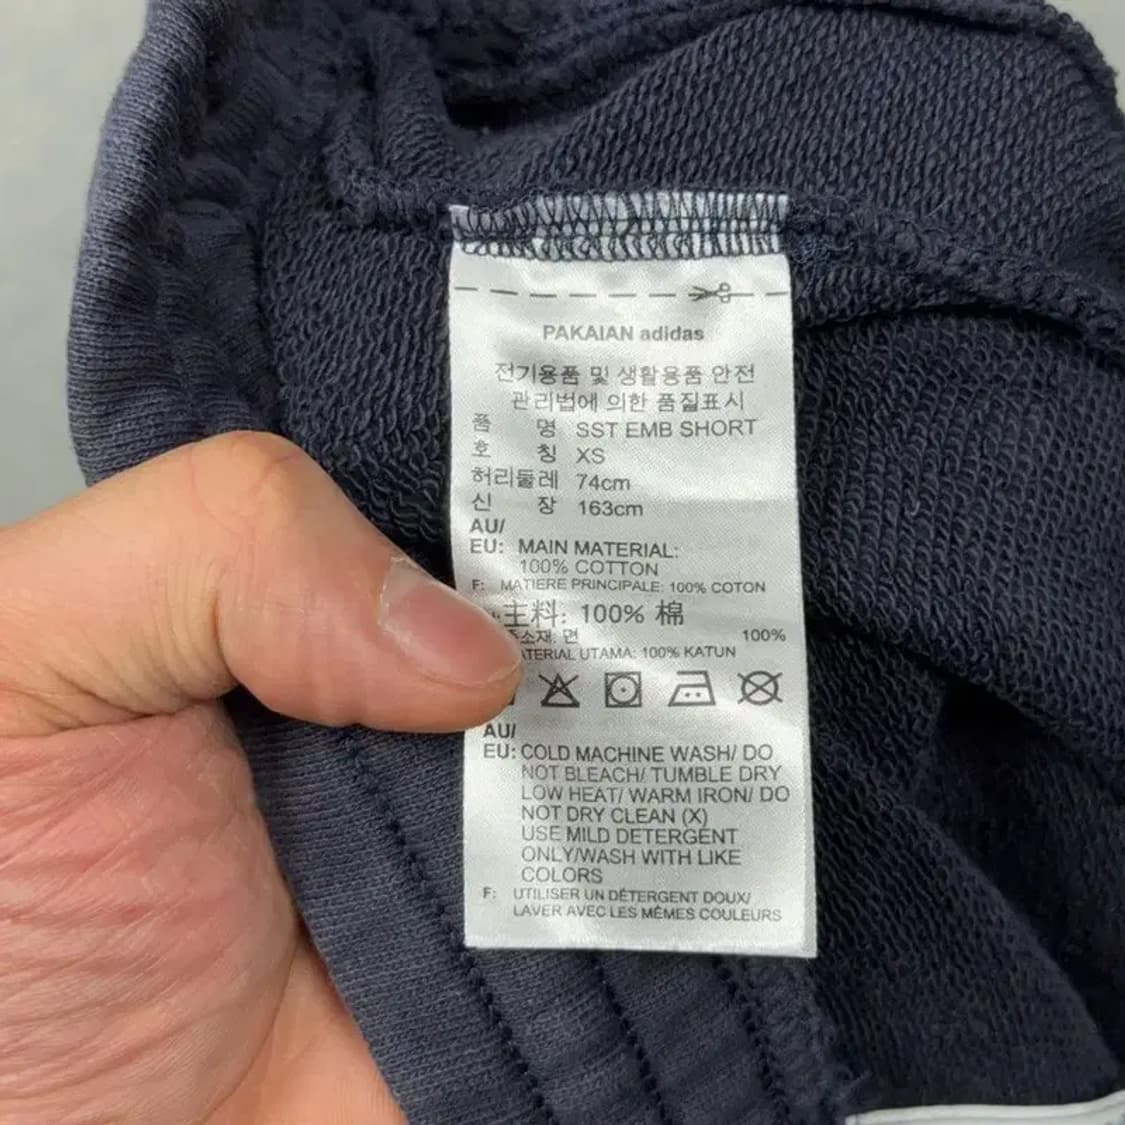 PAKAIAN adidas
전기용품 및 생활용품 안전
관리법에 의한 품질표시
품 명 SST EMB SHORT
호 칭 XS
허리둘레 74cm
신 장 163cm
AU/
EU: MAIN MATERIAL:
100% COTTON
F: MATIERE PRINCIPALE: 100% COTON
主料: 100% 棉
소재: 면 100%
UTAMA: 100% KATUN
AU/
EU: COLD MACHINE WASH/ DO
NOT BLEACH/ TUMBLE DRY
LOW HEAT/ WARM IRON/ DO
NOT DRY CLEAN (X)
USE MILD DETERGENT
ONLY/WASH WITH LIKE
COLORS
F: UTILISER UN DÉTERGENT DOUX/
LAVER AVEC LES MÊMES COULEURS